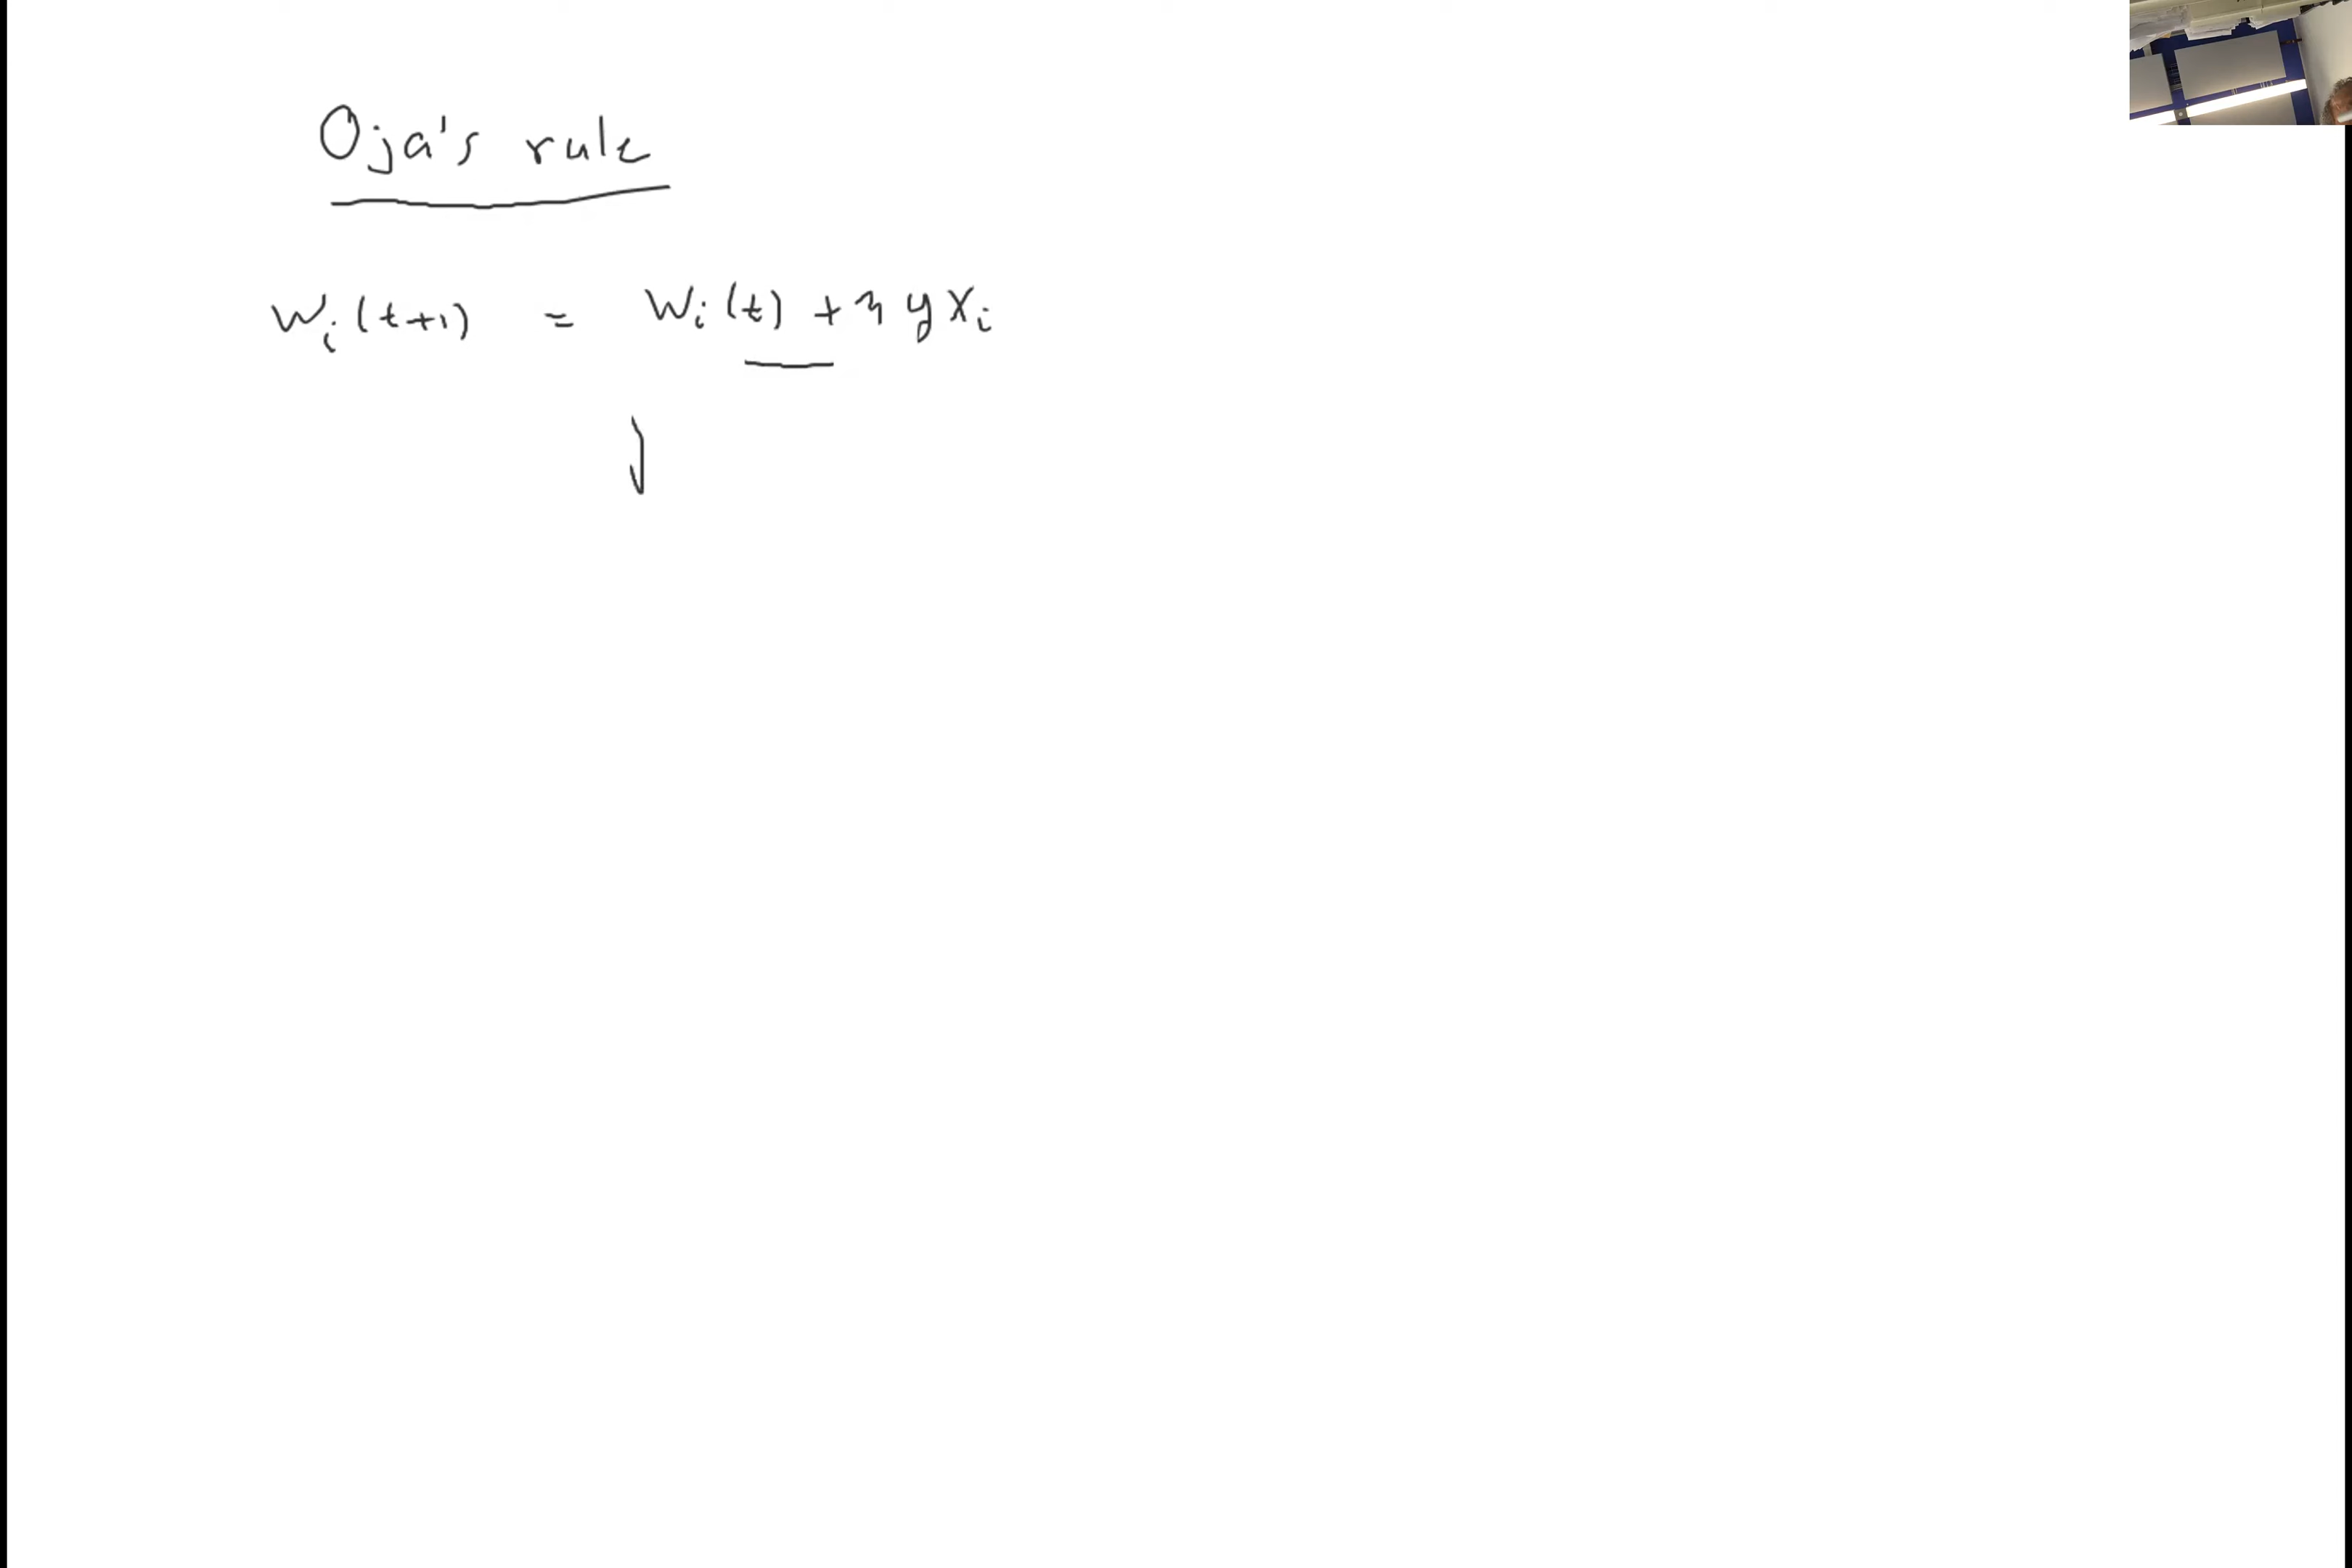 Oja's rule
wi(t+1) = wi(t) + η y xi